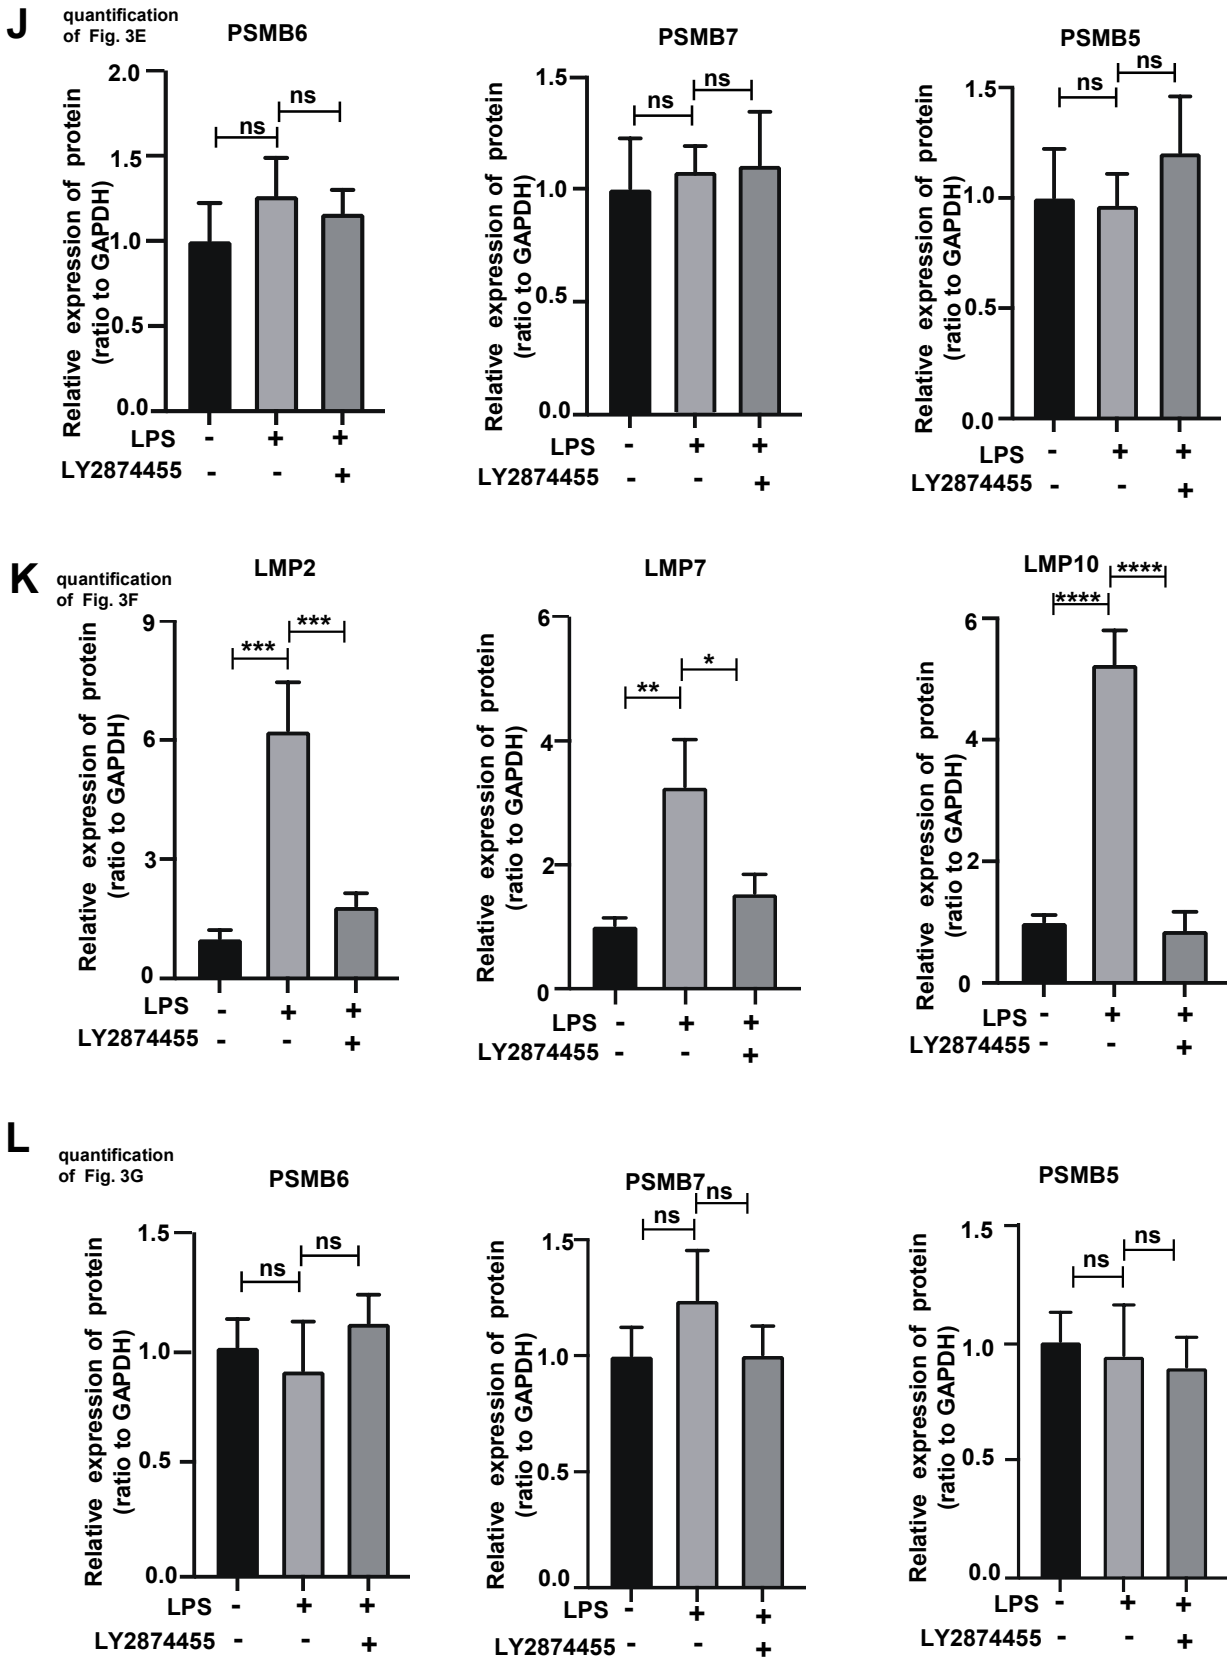 J
quantification
of Fig. 3E
PSMB6
Relative expression of protein
(ratio to GAPDH)
2.0
1.5
1.0
0.5
0.0
ns
ns
LPS - + +
LY2874455 - - +
PSMB7
Relative expression of protein
(ratio to GAPDH)
1.5
1.0
0.5
0.0
ns
ns
LPS - + +
LY2874455 - - +
PSMB5
Relative expression of protein
(ratio to GAPDH)
1.5
1.0
0.5
0.0
ns
ns
LPS - + +
LY2874455 - - +
K
quantification
of Fig. 3F
LMP2
Relative expression of protein
(ratio to GAPDH)
9
6
3
0
***
***
LPS - + +
LY2874455 - - +
LMP7
Relative expression of protein
(ratio to GAPDH)
6
4
2
0
**
*
LPS - + +
LY2874455 - - +
LMP10
Relative expression of protein
(ratio to GAPDH)
6
4
2
0
****
****
LPS - + +
LY2874455 - - +
L
quantification
of Fig. 3G
PSMB6
Relative expression of protein
(ratio to GAPDH)
1.5
1.0
0.5
0.0
ns
ns
LPS - + +
LY2874455 - - +
PSMB7
Relative expression of protein
(ratio to GAPDH)
1.5
1.0
0.5
0.0
ns
ns
LPS - + +
LY2874455 - - +
PSMB5
Relative expression of protein
(ratio to GAPDH)
1.5
1.0
0.5
0.0
ns
ns
LPS - + +
LY2874455 - - +